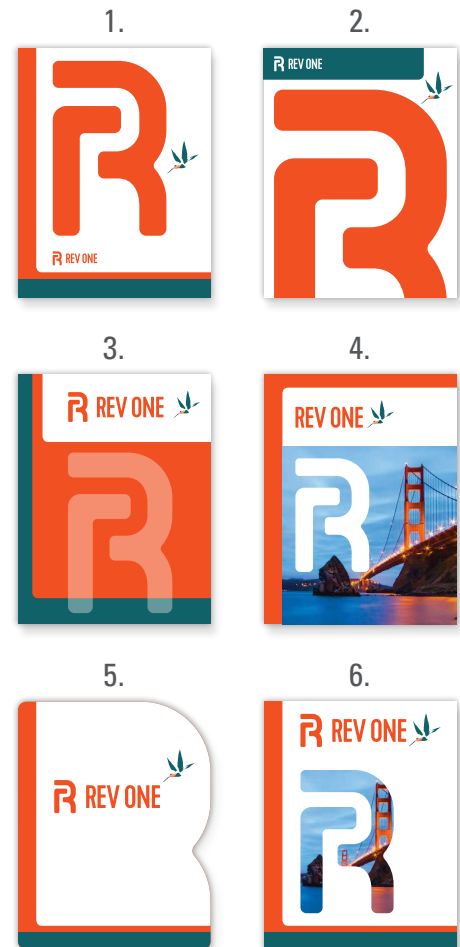 1.
2.
REV ONE
REV ONE
3.
4.
REV ONE
REV ONE
5.
6.
REV ONE
REV ONE